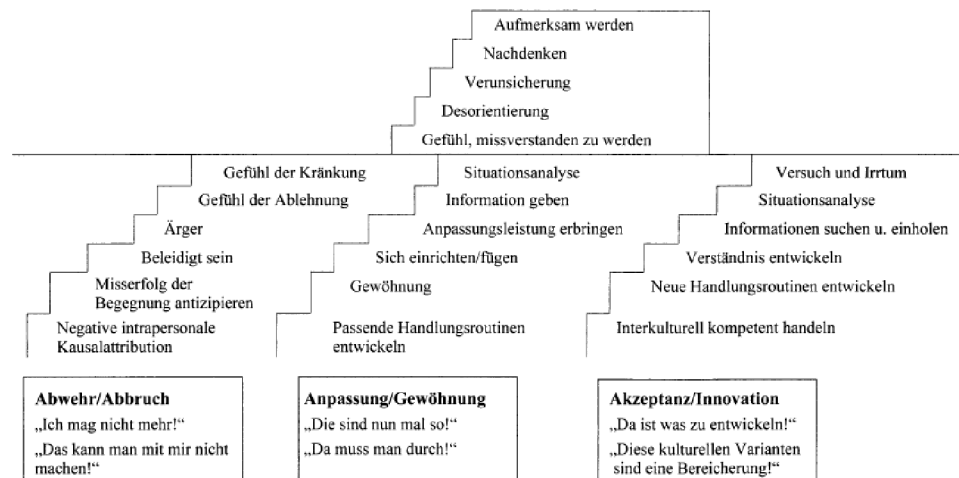 Aufmerksam werden
Nachdenken
Verunsicherung
Desorientierung
Gefühl, missverstanden zu werden
Gefühl der Kränkung
Gefühl der Ablehnung
Ärger
Beleidigt sein
Misserfolg der
Begegnung antizipieren
Negative intrapersonale
Kausalattribution
Situationsanalyse
Information geben
Anpassungsleistung erbringen
Sich einrichten/fügen
Gewöhnung
Passende Handlungsroutinen
entwickeln
Versuch und Irrtum
Situationsanalyse
Informationen suchen u. einholen
Verständnis entwickeln
Neue Handlungsroutinen entwickeln
Interkulturell kompetent handeln
Abwehr/Abbruch
„Ich mag nicht mehr!“
„Das kann man mit mir nicht
machen!“
Anpassung/Gewöhnung
„Die sind nun mal so!“
„Da muss man durch!“
Akzeptanz/Innovation
„Da ist was zu entwickeln!“
„Diese kulturellen Varianten
sind eine Bereicherung!“